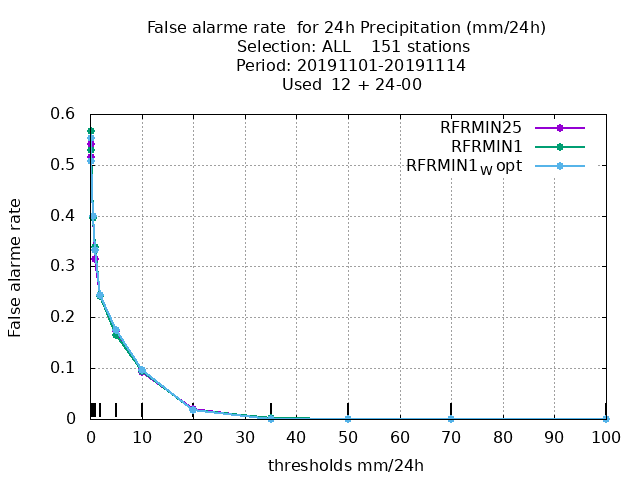 False alarme rate  for 24h Precipitation (mm/24h)
Selection: ALL    151 stations
Period: 20191101-20191114
Used  12 + 24-00
RFRMIN25
RFRMIN1
RFRMIN1W opt
0.6
0.5
0.4
0.3
0.2
0.1
0
False alarme rate
0 10 20 30 40 50 60 70 80 90 100
thresholds mm/24h